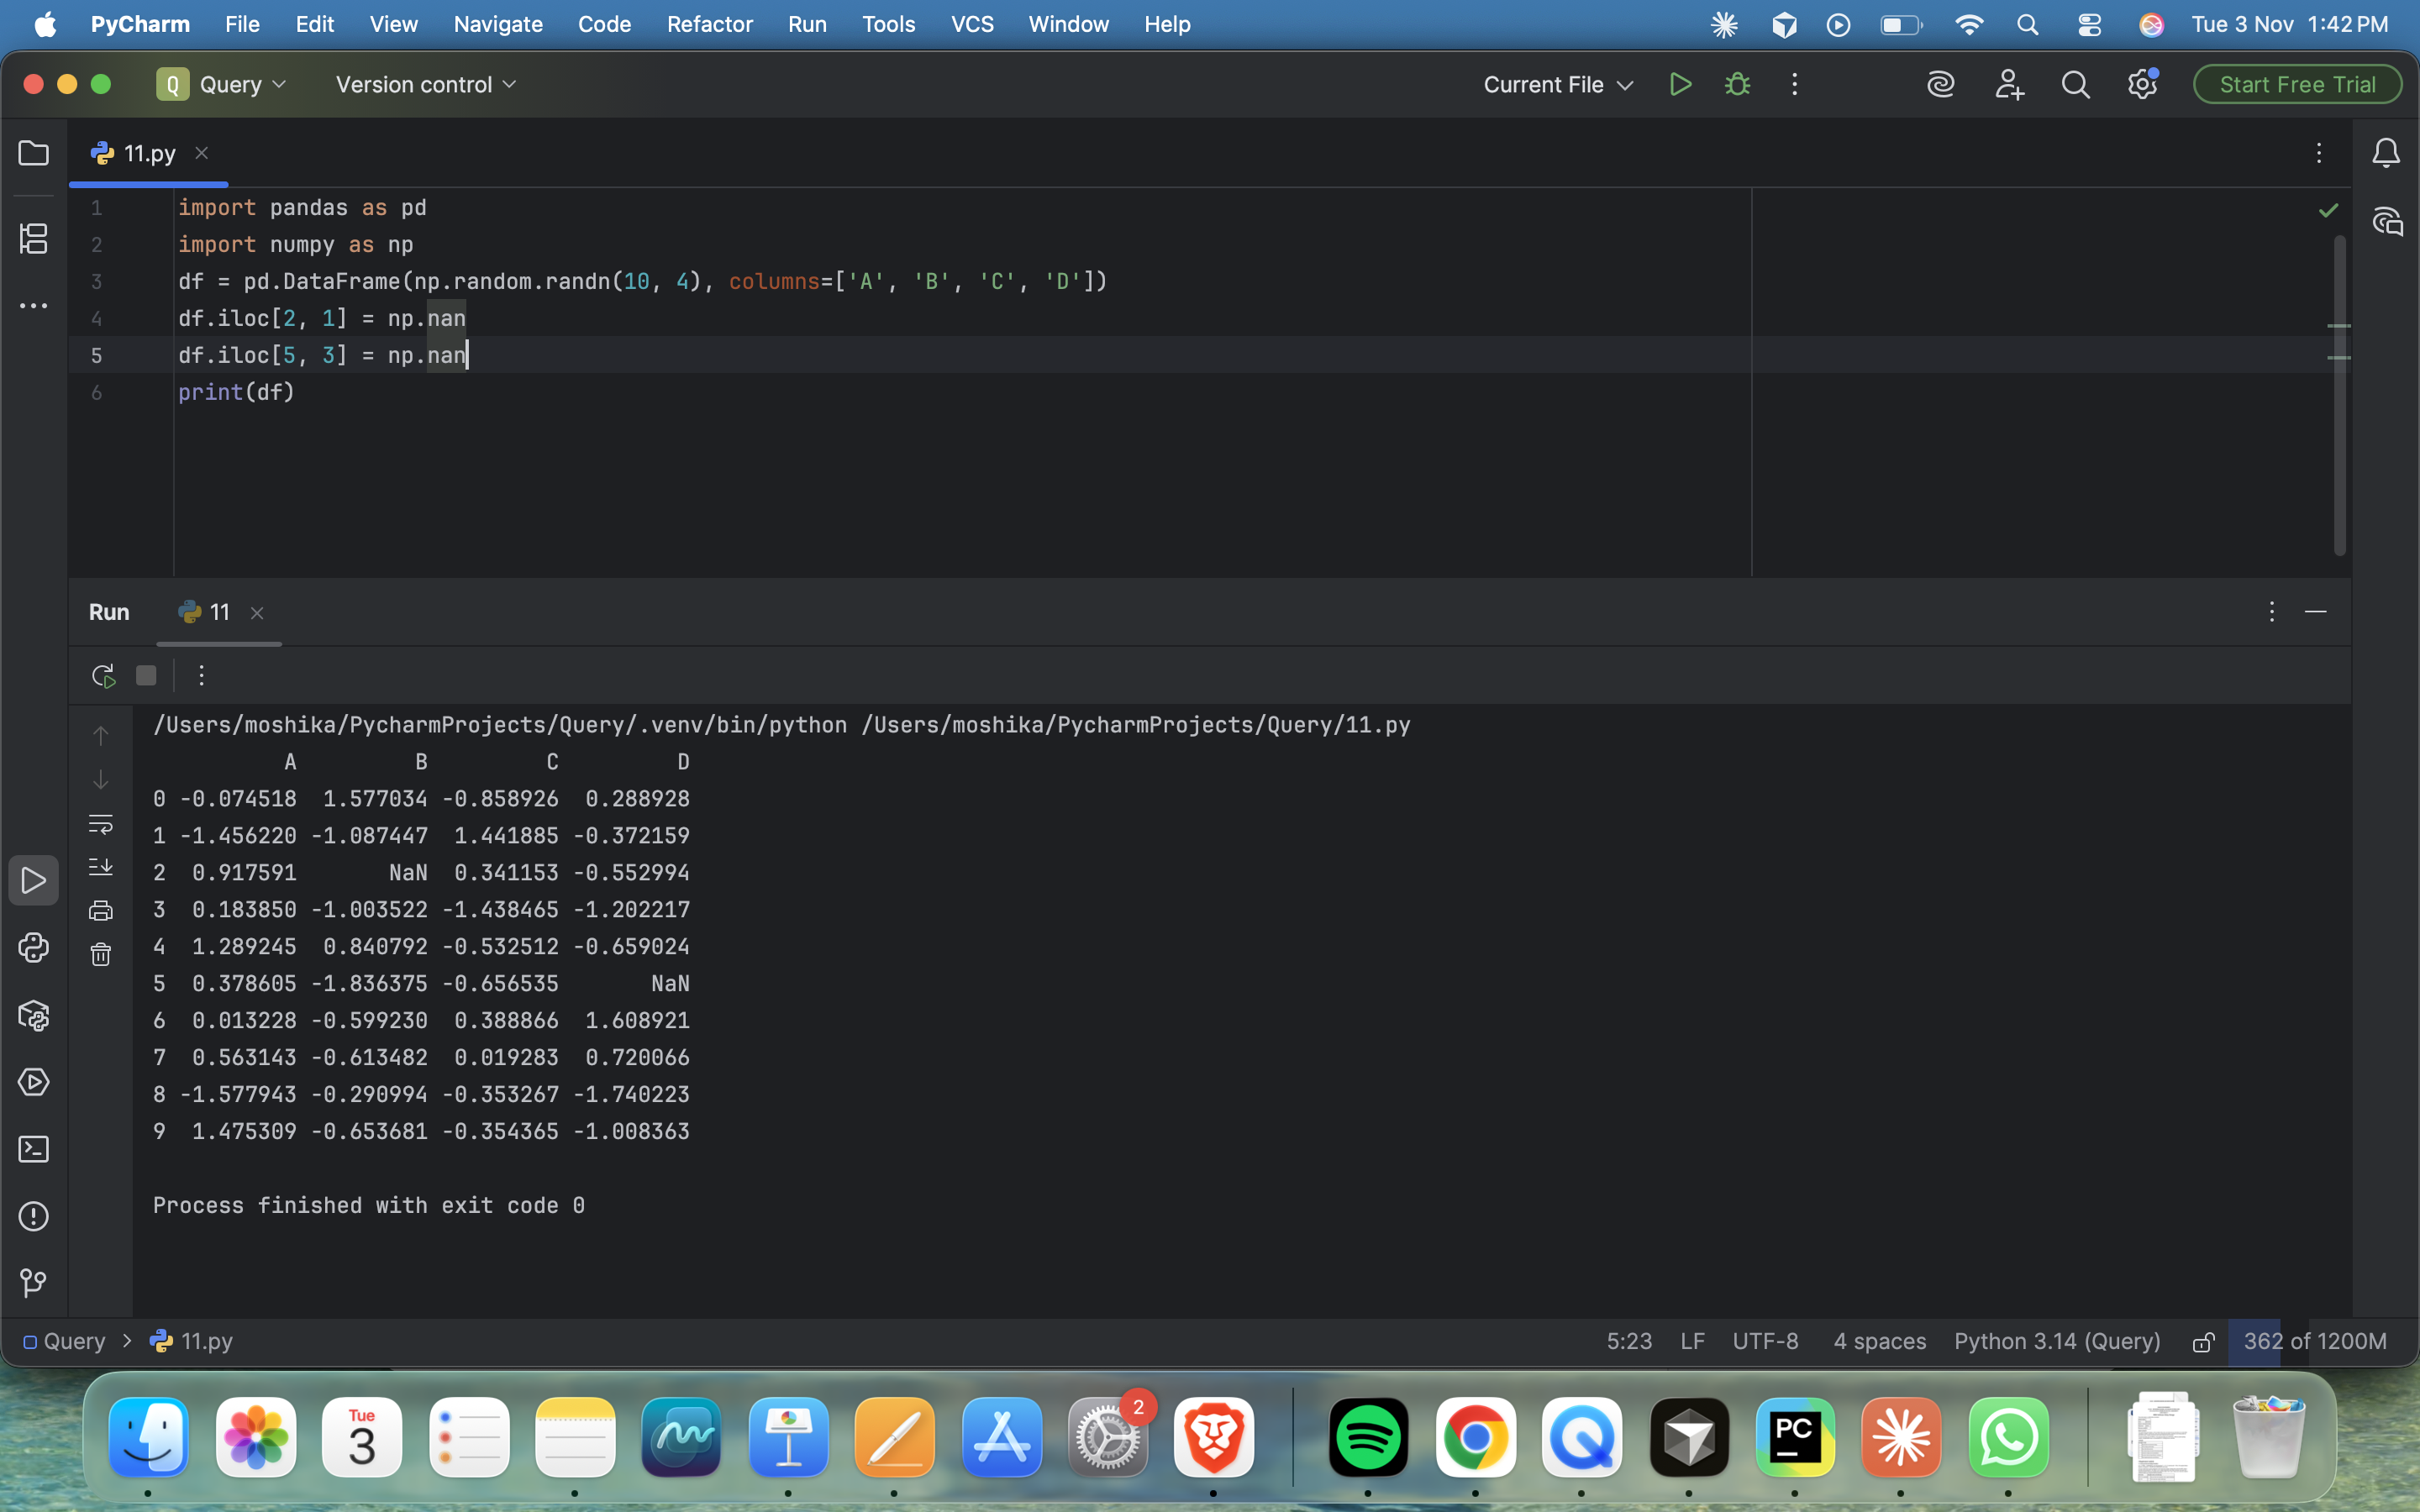 PyCharm File Edit View Navigate Code Refactor Run Tools VCS Window Help Tue 3 Nov 1:42 PM
Q Query Version control Current File Start Free Trial
11.py
1 import pandas as pd
2 import numpy as np
3 df = pd.DataFrame(np.random.randn(10, 4), columns=['A', 'B', 'C', 'D'])
4 df.iloc[2, 1] = np.nan
5 df.iloc[5, 3] = np.nan
6 print(df)
Run 11
/Users/moshika/PycharmProjects/Query/.venv/bin/python /Users/moshika/PycharmProjects/Query/11.py
A B C D
0 -0.074518 1.577034 -0.858926 0.288928
1 -1.456220 -1.087447 1.441885 -0.372159
2 0.917591 NaN 0.341153 -0.552994
3 0.183850 -1.003522 -1.438465 -1.202217
4 1.289245 0.840792 -0.532512 -0.659024
5 0.378605 -1.836375 -0.656535 NaN
6 0.013228 -0.599230 0.388866 1.608921
7 0.563143 -0.613482 0.019283 0.720066
8 -1.577943 -0.290994 -0.353267 -1.740223
9 1.475309 -0.653681 -0.354365 -1.008363
Process finished with exit code 0
Query > 11.py 5:23 LF UTF-8 4 spaces Python 3.14 (Query) 362 of 1200M
Tue
3
2
PC